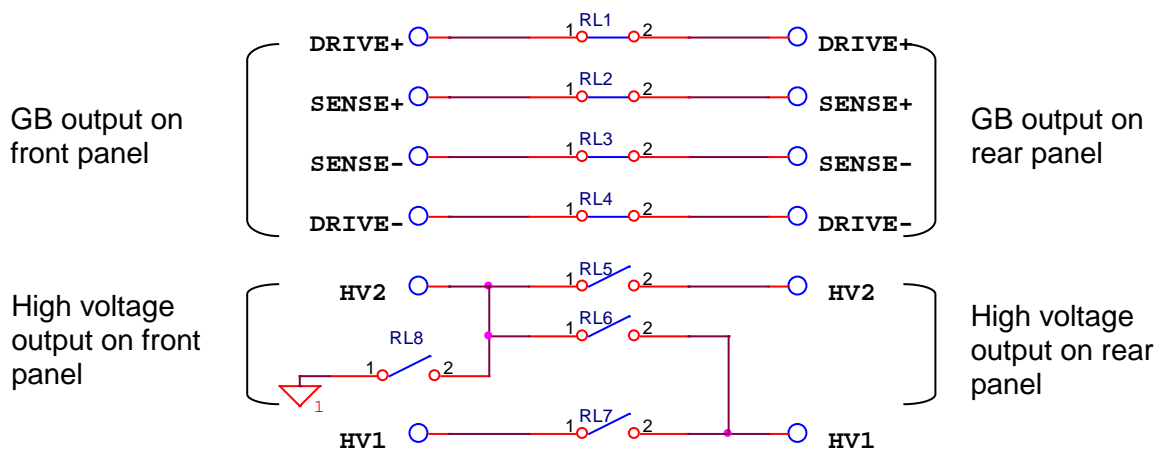 RL1
DRIVE+ 1 2 DRIVE+
RL2
SENSE+ 1 2 SENSE+
GB output on
front panel
GB output on
rear panel
RL3
SENSE- 1 2 SENSE-
RL4
DRIVE- 1 2 DRIVE-
RL5
HV2 1 2 HV2
High voltage
output on front
panel
High voltage
output on rear
panel
RL6
1 2
RL8
1 2
1
RL7
HV1 1 2 HV1